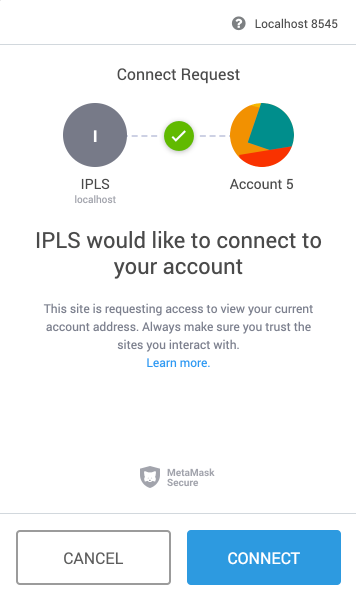 Localhost 8545
Connect Request
I
IPLS
localhost
Account 5
IPLS would like to connect to
your account
This site is requesting access to view your current
account address. Always make sure you trust the
sites you interact with.
Learn more.
MetaMask
Secure
CANCEL
CONNECT